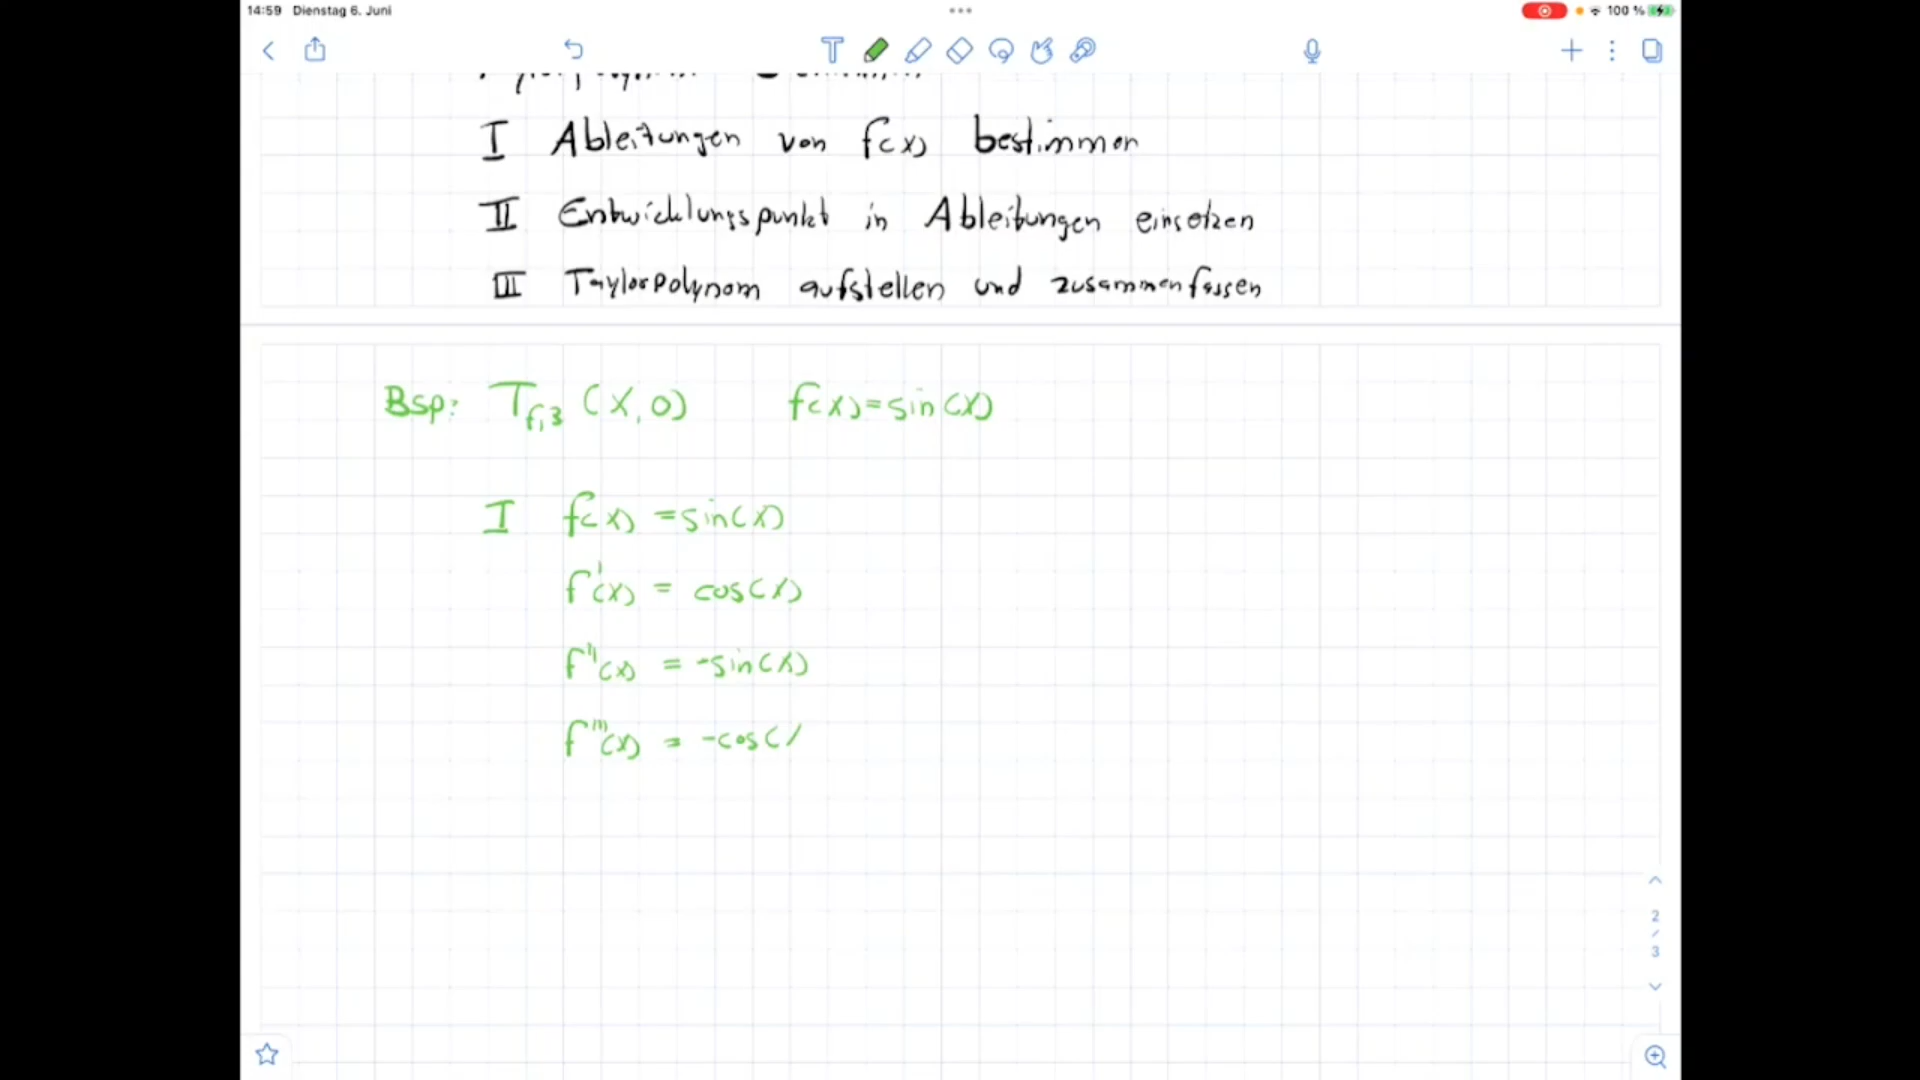 14:59 Dienstag 6. Juni
100 %
I Ableitungen von f(x) bestimmen
II Entwicklungspunkt in Ableitungen einsetzen
III Taylorpolynom aufstellen und zusammenfassen
Bsp: T_{f,3} (x,0) f(x)=sin(x)
I f(x) =sin(x)
f'(x) = cos(x)
f''(x) = -sin(x)
f'''(x) = -cos(
2
/
3